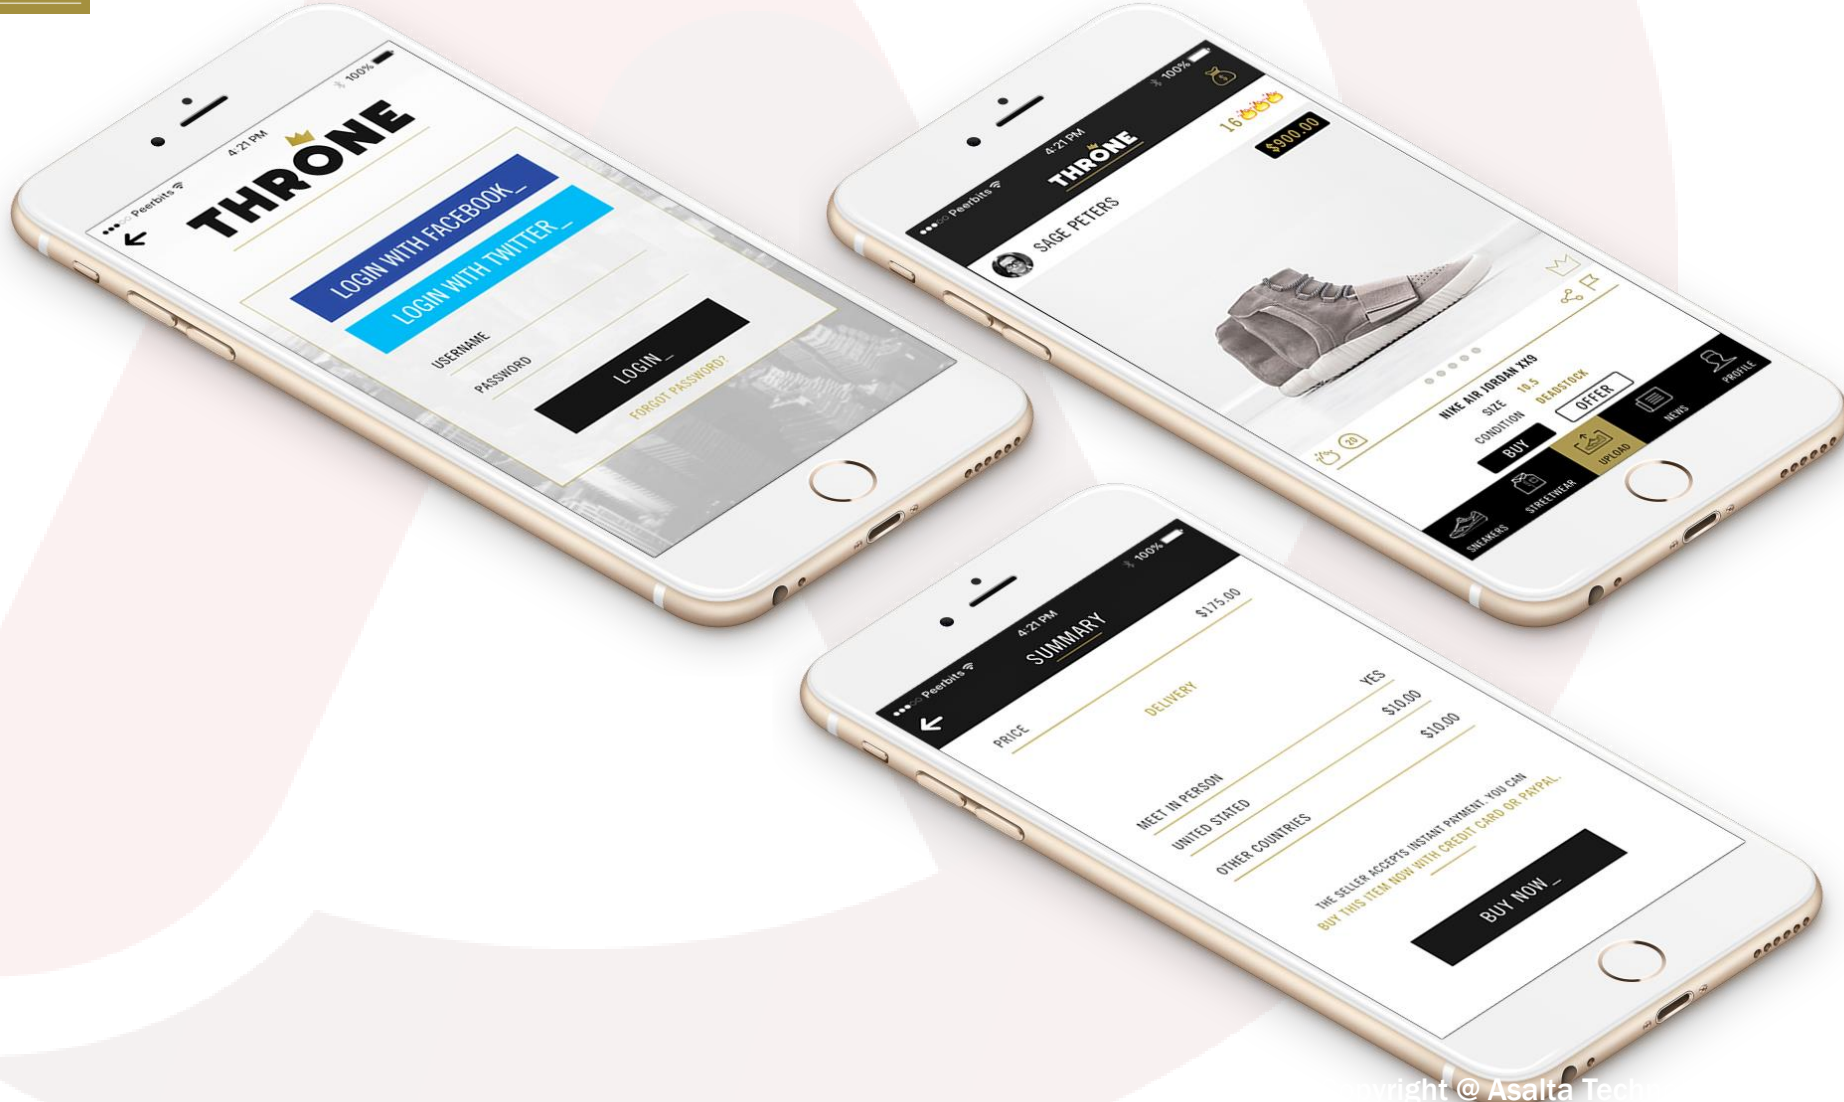 Peerbits
4:21 PM
100%
THRONE
LOGIN WITH FACEBOOK_
LOGIN WITH TWITTER_
USERNAME
PASSWORD
LOGIN_
FORGOT PASSWORD?
Peerbits
4:21 PM
100%
THRONE
SAGE PETERS
16
$900.00
20
NIKE AIR JORDAN XX9
SIZE 10.5
CONDITION DEADSTOCK
BUY
OFFER
SNEAKERS
STREETWEAR
UPLOAD
NEWS
PROFILE
Peerbits
4:21 PM
100%
SUMMARY
PRICE $175.00
DELIVERY
MEET IN PERSON YES
UNITED STATED $10.00
OTHER COUNTRIES $10.00
THE SELLER ACCEPTS INSTANT PAYMENT. YOU CAN
BUY THIS ITEM NOW WITH CREDIT CARD OR PAYPAL.
BUY NOW _
@ Asalta